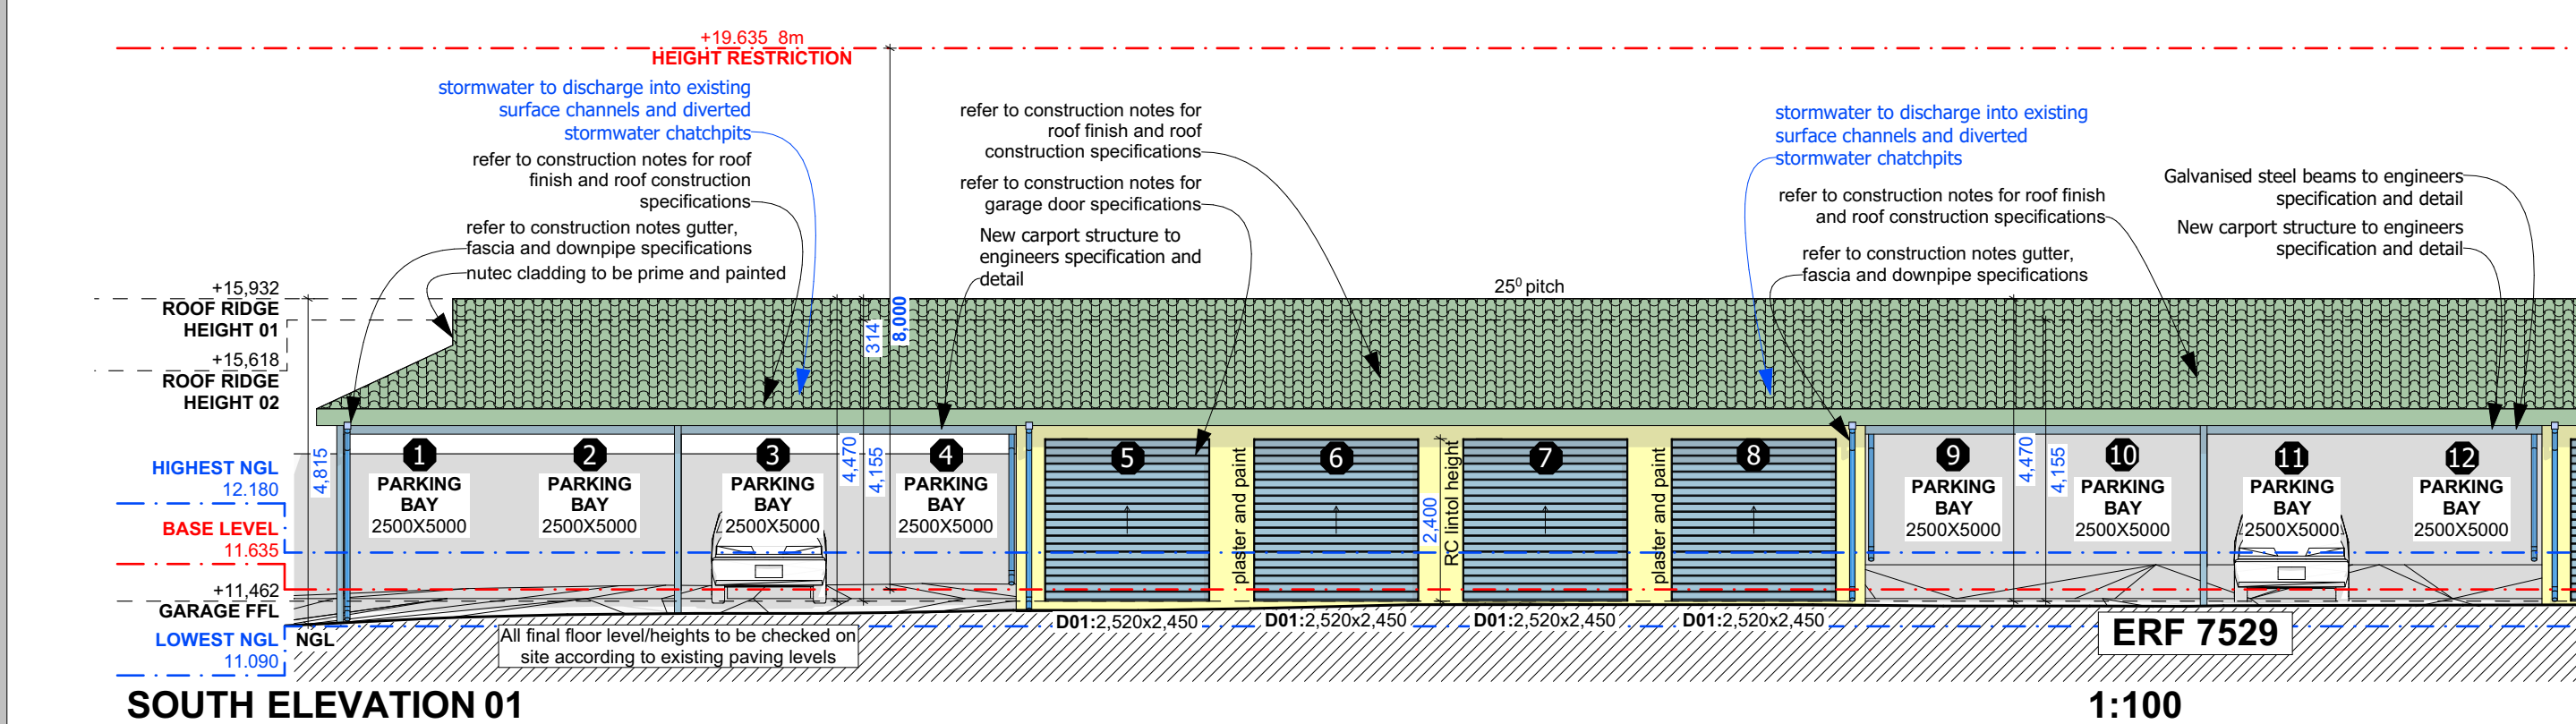 +19.635 8m
HEIGHT RESTRICTION
stormwater to discharge into existing
surface channels and diverted
stormwater chatchpits
refer to construction notes for roof
finish and roof construction
specifications
refer to construction notes gutter,
fascia and downpipe specifications
nutec cladding to be prime and painted
refer to construction notes for
roof finish and roof
construction specifications
refer to construction notes for
garage door specifications
New carport structure to
engineers specification and
detail
25⁰ pitch
stormwater to discharge into existing
surface channels and diverted
stormwater chatchpits
refer to construction notes for roof finish
and roof construction specifications
refer to construction notes gutter,
fascia and downpipe specifications
Galvanised steel beams to engineers
specification and detail
New carport structure to engineers
specification and detail
+15,932
ROOF RIDGE
HEIGHT 01
+15,618
ROOF RIDGE
HEIGHT 02
HIGHEST NGL
12.180
BASE LEVEL
11.635
+11,462
GARAGE FFL
LOWEST NGL
11.090
NGL
4,815
314
8,000
4,470
4,155
1
PARKING
BAY
2500X5000
2
PARKING
BAY
2500X5000
3
PARKING
BAY
2500X5000
4
PARKING
BAY
2500X5000
5
plaster and paint
6
2,400
RC lintol height
7
plaster and paint
8
9
PARKING
BAY
2500X5000
4,470
4,155
10
PARKING
BAY
2500X5000
11
PARKING
BAY
2500X5000
12
PARKING
BAY
2500X5000
D01:2,520x2,450
D01:2,520x2,450
D01:2,520x2,450
D01:2,520x2,450
All final floor level/heights to be checked on
site according to existing paving levels
ERF 7529
SOUTH ELEVATION 01
1:100